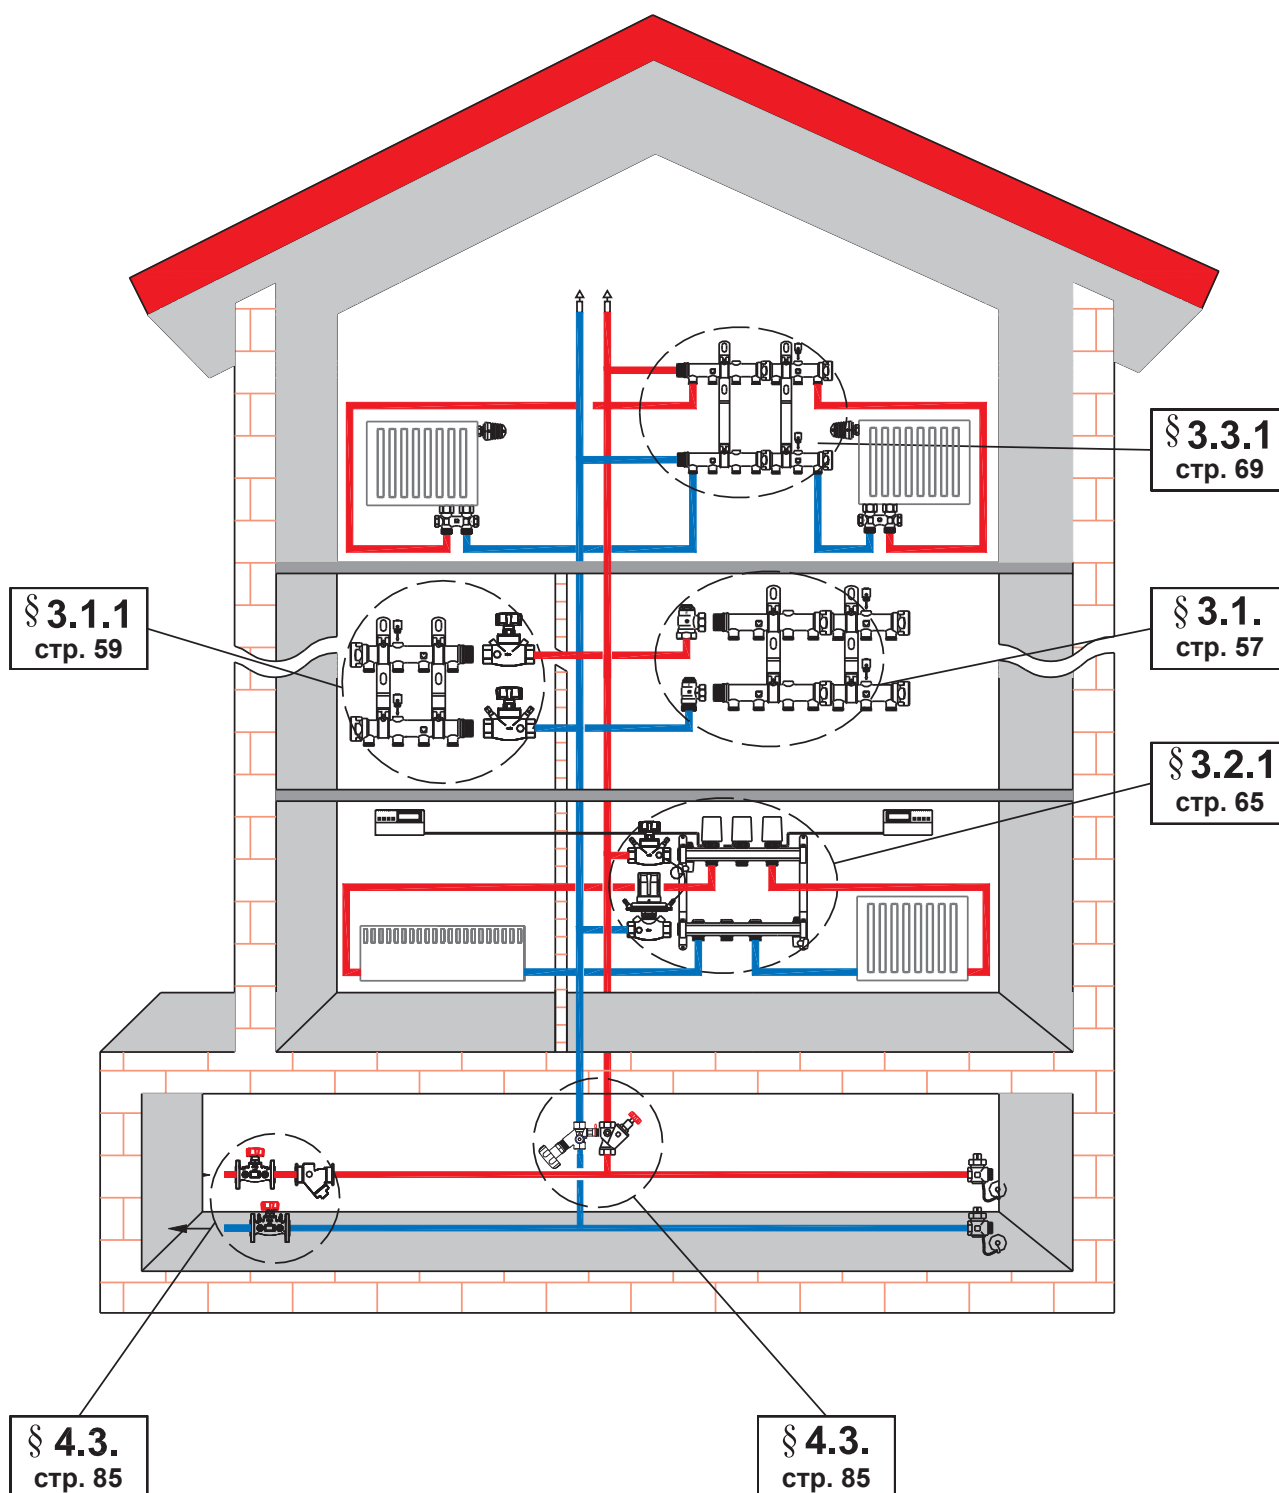 § 3.3.1
стр. 69
§ 3.1.1
стр. 59
§ 3.1.
стр. 57
§ 3.2.1
стр. 65
§ 4.3.
стр. 85
§ 4.3.
стр. 85